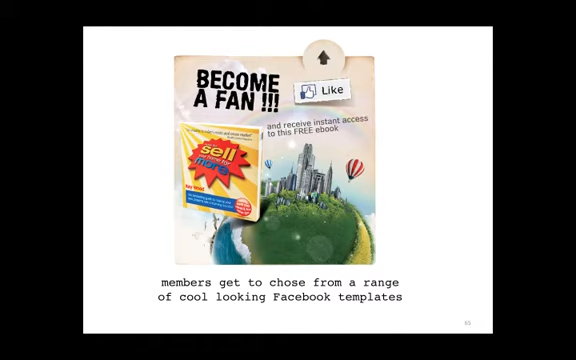 BECOME
A FAN !!!
Like
and receive instant access
to this FREE ebook
sell
more
members get to chose from a range
of cool looking Facebook templates